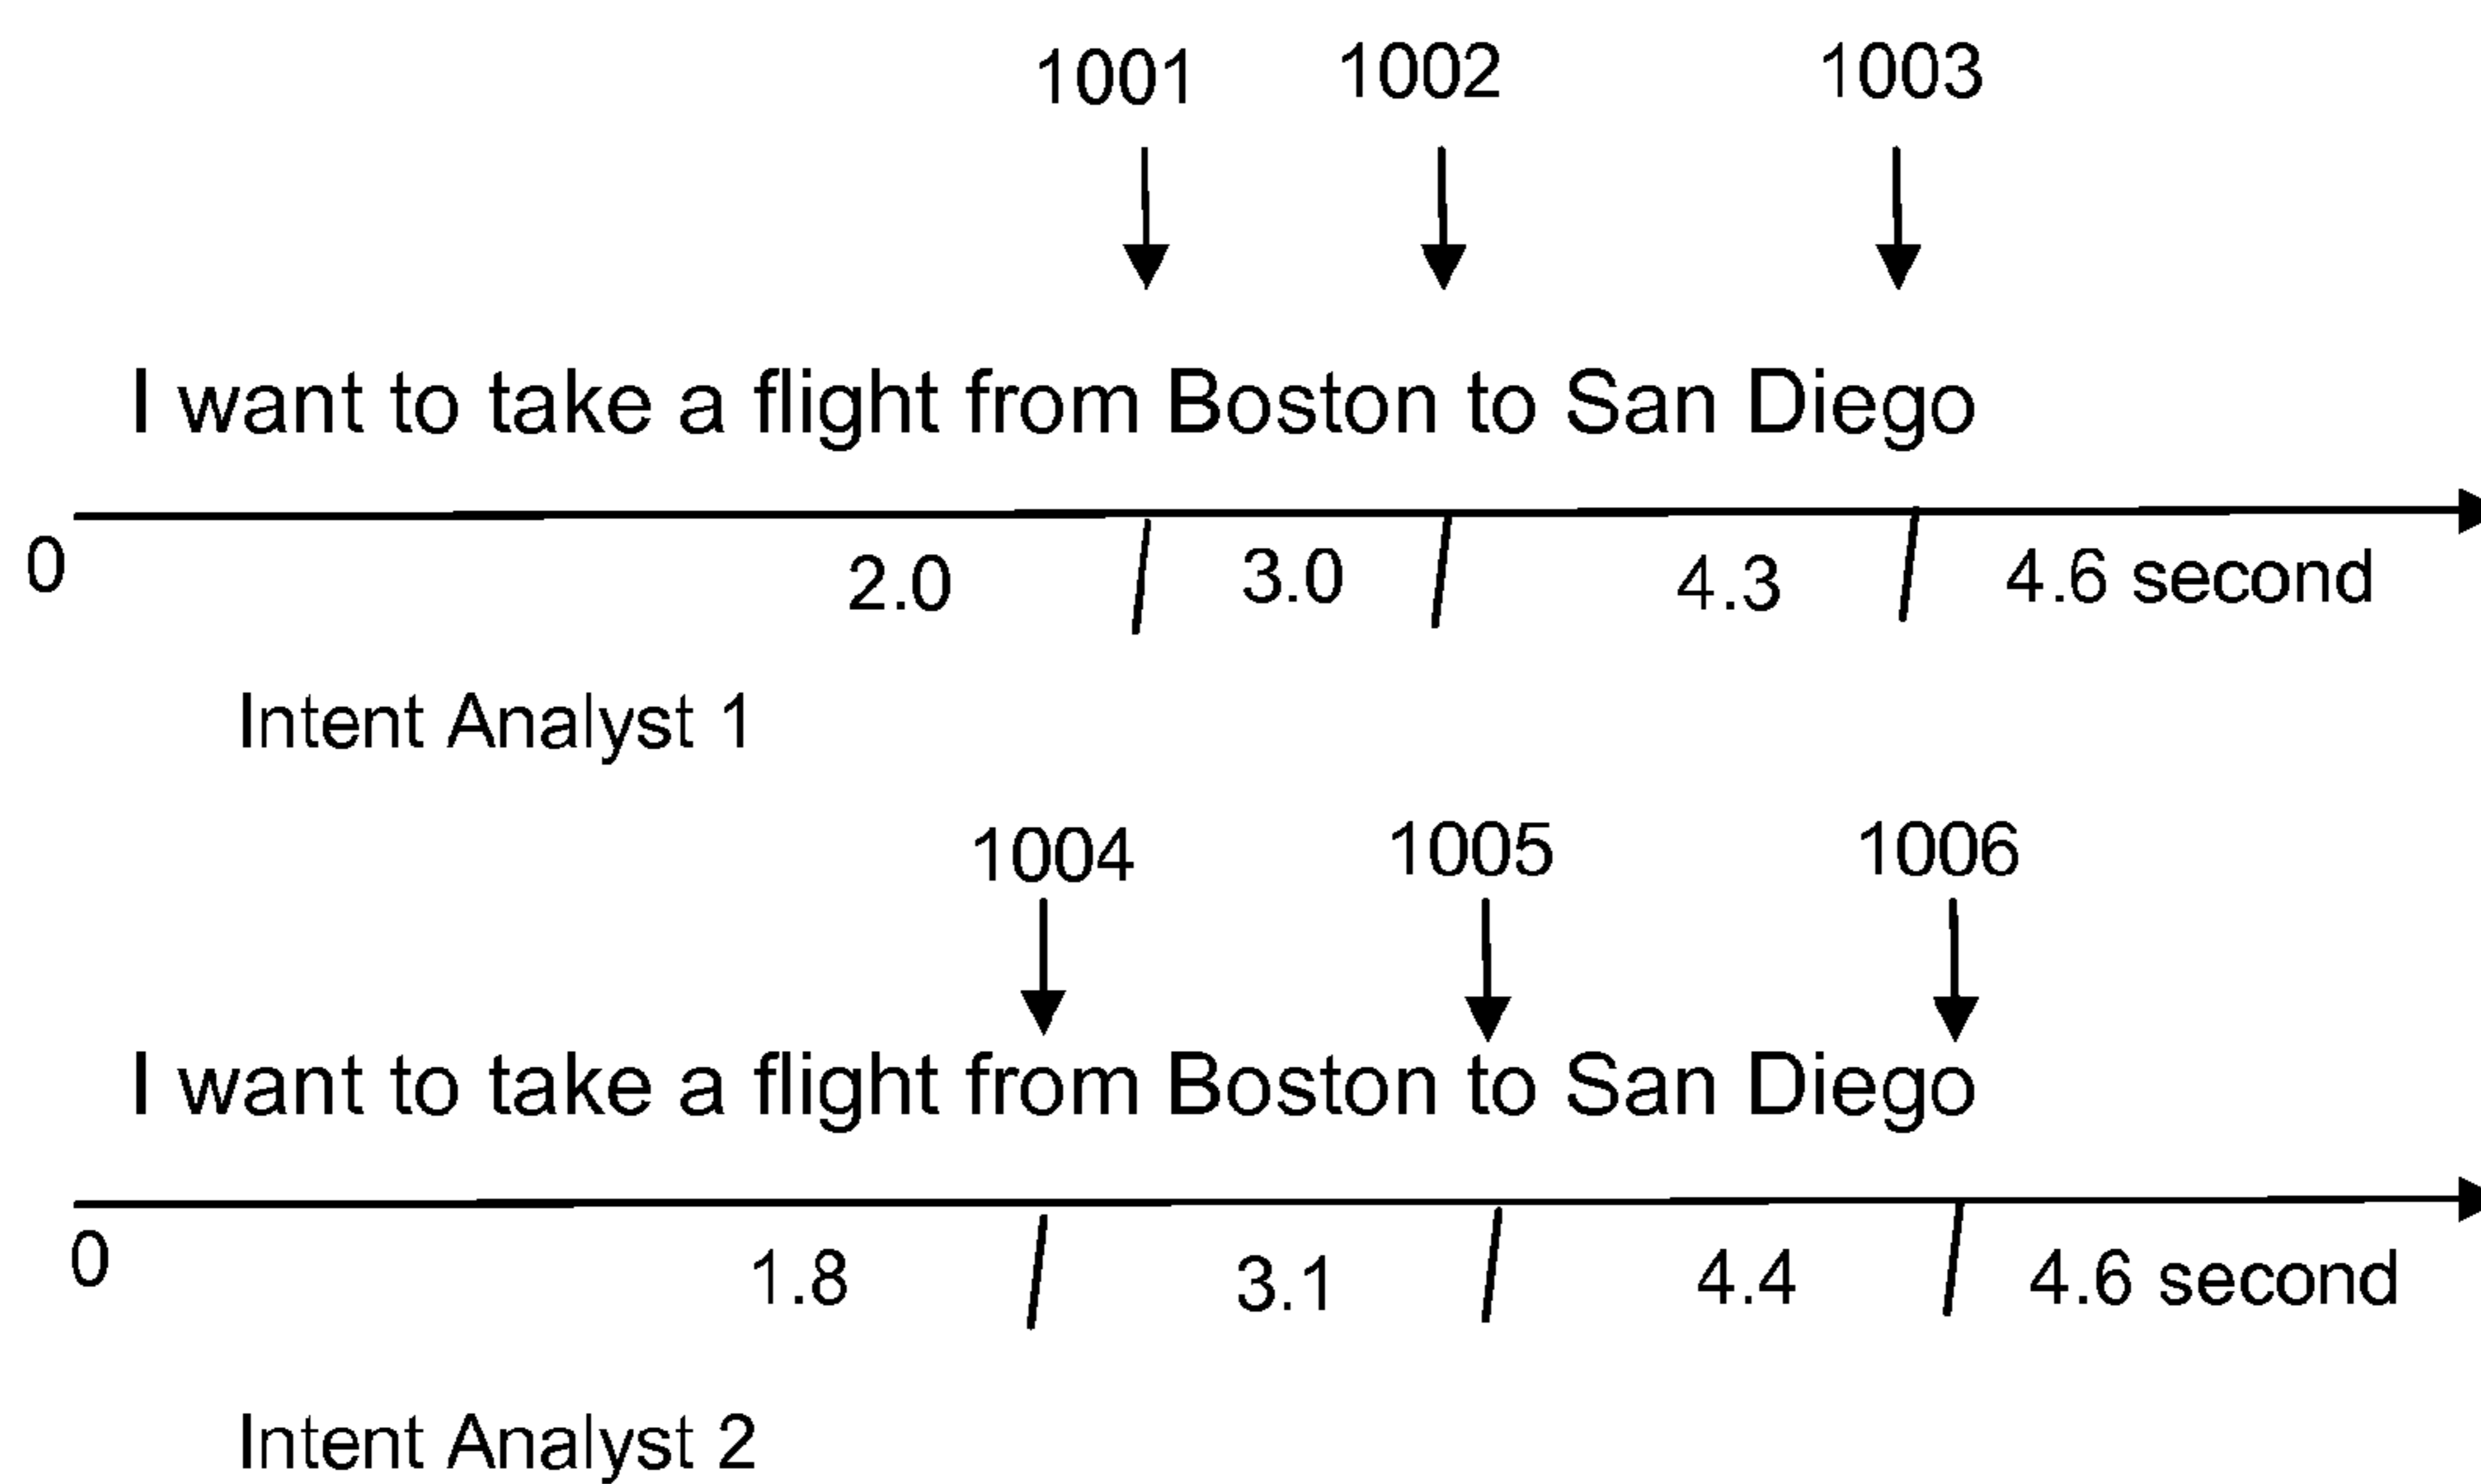 1001 1002 1003
I want to take a flight from Boston to San Diego
0 2.0 3.0 4.3 4.6 second
Intent Analyst 1
1004 1005 1006
I want to take a flight from Boston to San Diego
0 1.8 3.1 4.4 4.6 second
Intent Analyst 2